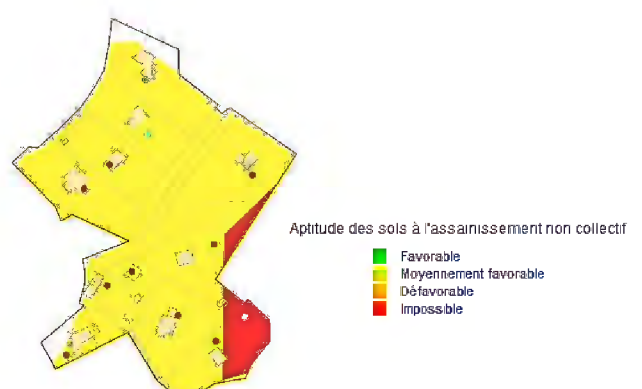 Aptitude des sols à l'assainissement non collectif
Favorable
Moyennement favorable
Défavorable
Impossible